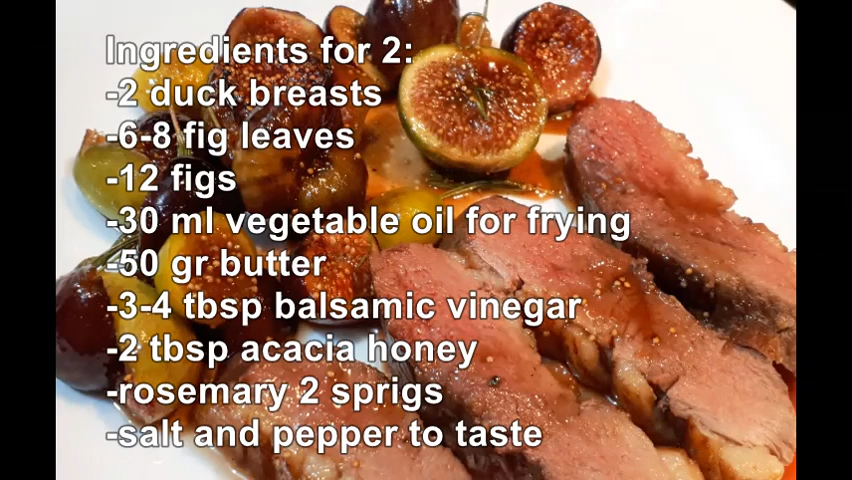 Ingredients for 2:
-2 duck breasts
-6-8 fig leaves
-12 figs
-30 ml vegetable oil for frying
-50 gr butter
-3-4 tbsp balsamic vinegar
-2 tbsp acacia honey
-rosemary 2 sprigs
-salt and pepper to taste